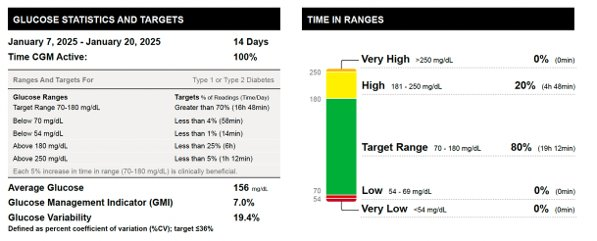 GLUCOSE STATISTICS AND TARGETS
January 7, 2025 - January 20, 2025 14 Days
Time CGM Active: 100%
Ranges And Targets For Type 1 or Type 2 Diabetes
Glucose Ranges Targets % of Readings (Time/Day)
Target Range 70-180 mg/dL Greater than 70% (16h 48min)
Below 70 mg/dL Less than 4% (58min)
Below 54 mg/dL Less than 1% (14min)
Above 180 mg/dL Less than 25% (6h)
Above 250 mg/dL Less than 5% (1h 12min)
Each 5% increase in time in range (70-180 mg/dL) is clinically beneficial.
Average Glucose 156 mg/dL
Glucose Management Indicator (GMI) 7.0%
Glucose Variability 19.4%
Defined as percent coefficient of variation (%CV); target ≤36%
TIME IN RANGES
Very High >250 mg/dL 0% (0min)
250
High 181 - 250 mg/dL 20% (4h 48min)
180
Target Range 70 - 180 mg/dL 80% (19h 12min)
70
Low 54 - 69 mg/dL 0% (0min)
54
Very Low <54 mg/dL 0% (0min)